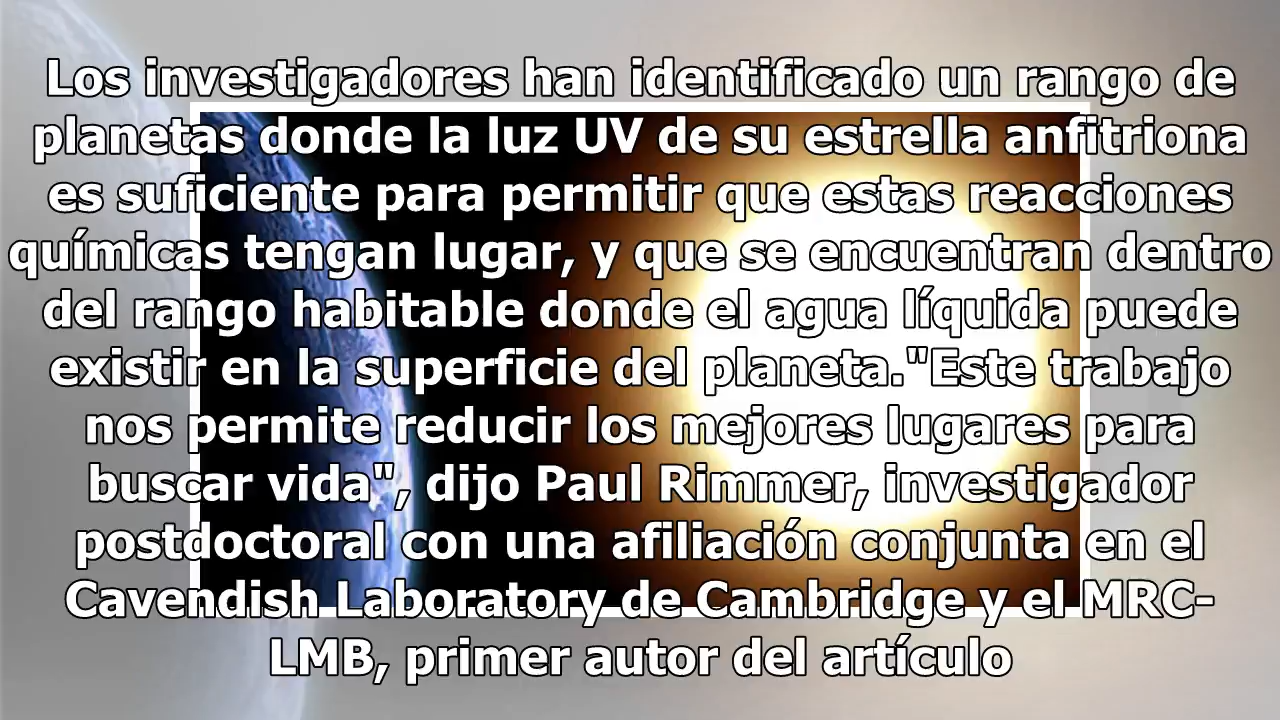 Los investigadores han identificado un rango de
planetas donde la luz UV de su estrella anfitriona
es suficiente para permitir que estas reacciones
químicas tengan lugar, y que se encuentran dentro
del rango habitable donde el agua líquida puede
existir en la superficie del planeta."Este trabajo
nos permite reducir los mejores lugares para
buscar vida", dijo Paul Rimmer, investigador
postdoctoral con una afiliación conjunta en el
Cavendish Laboratory de Cambridge y el MRC-
LMB, primer autor del artículo